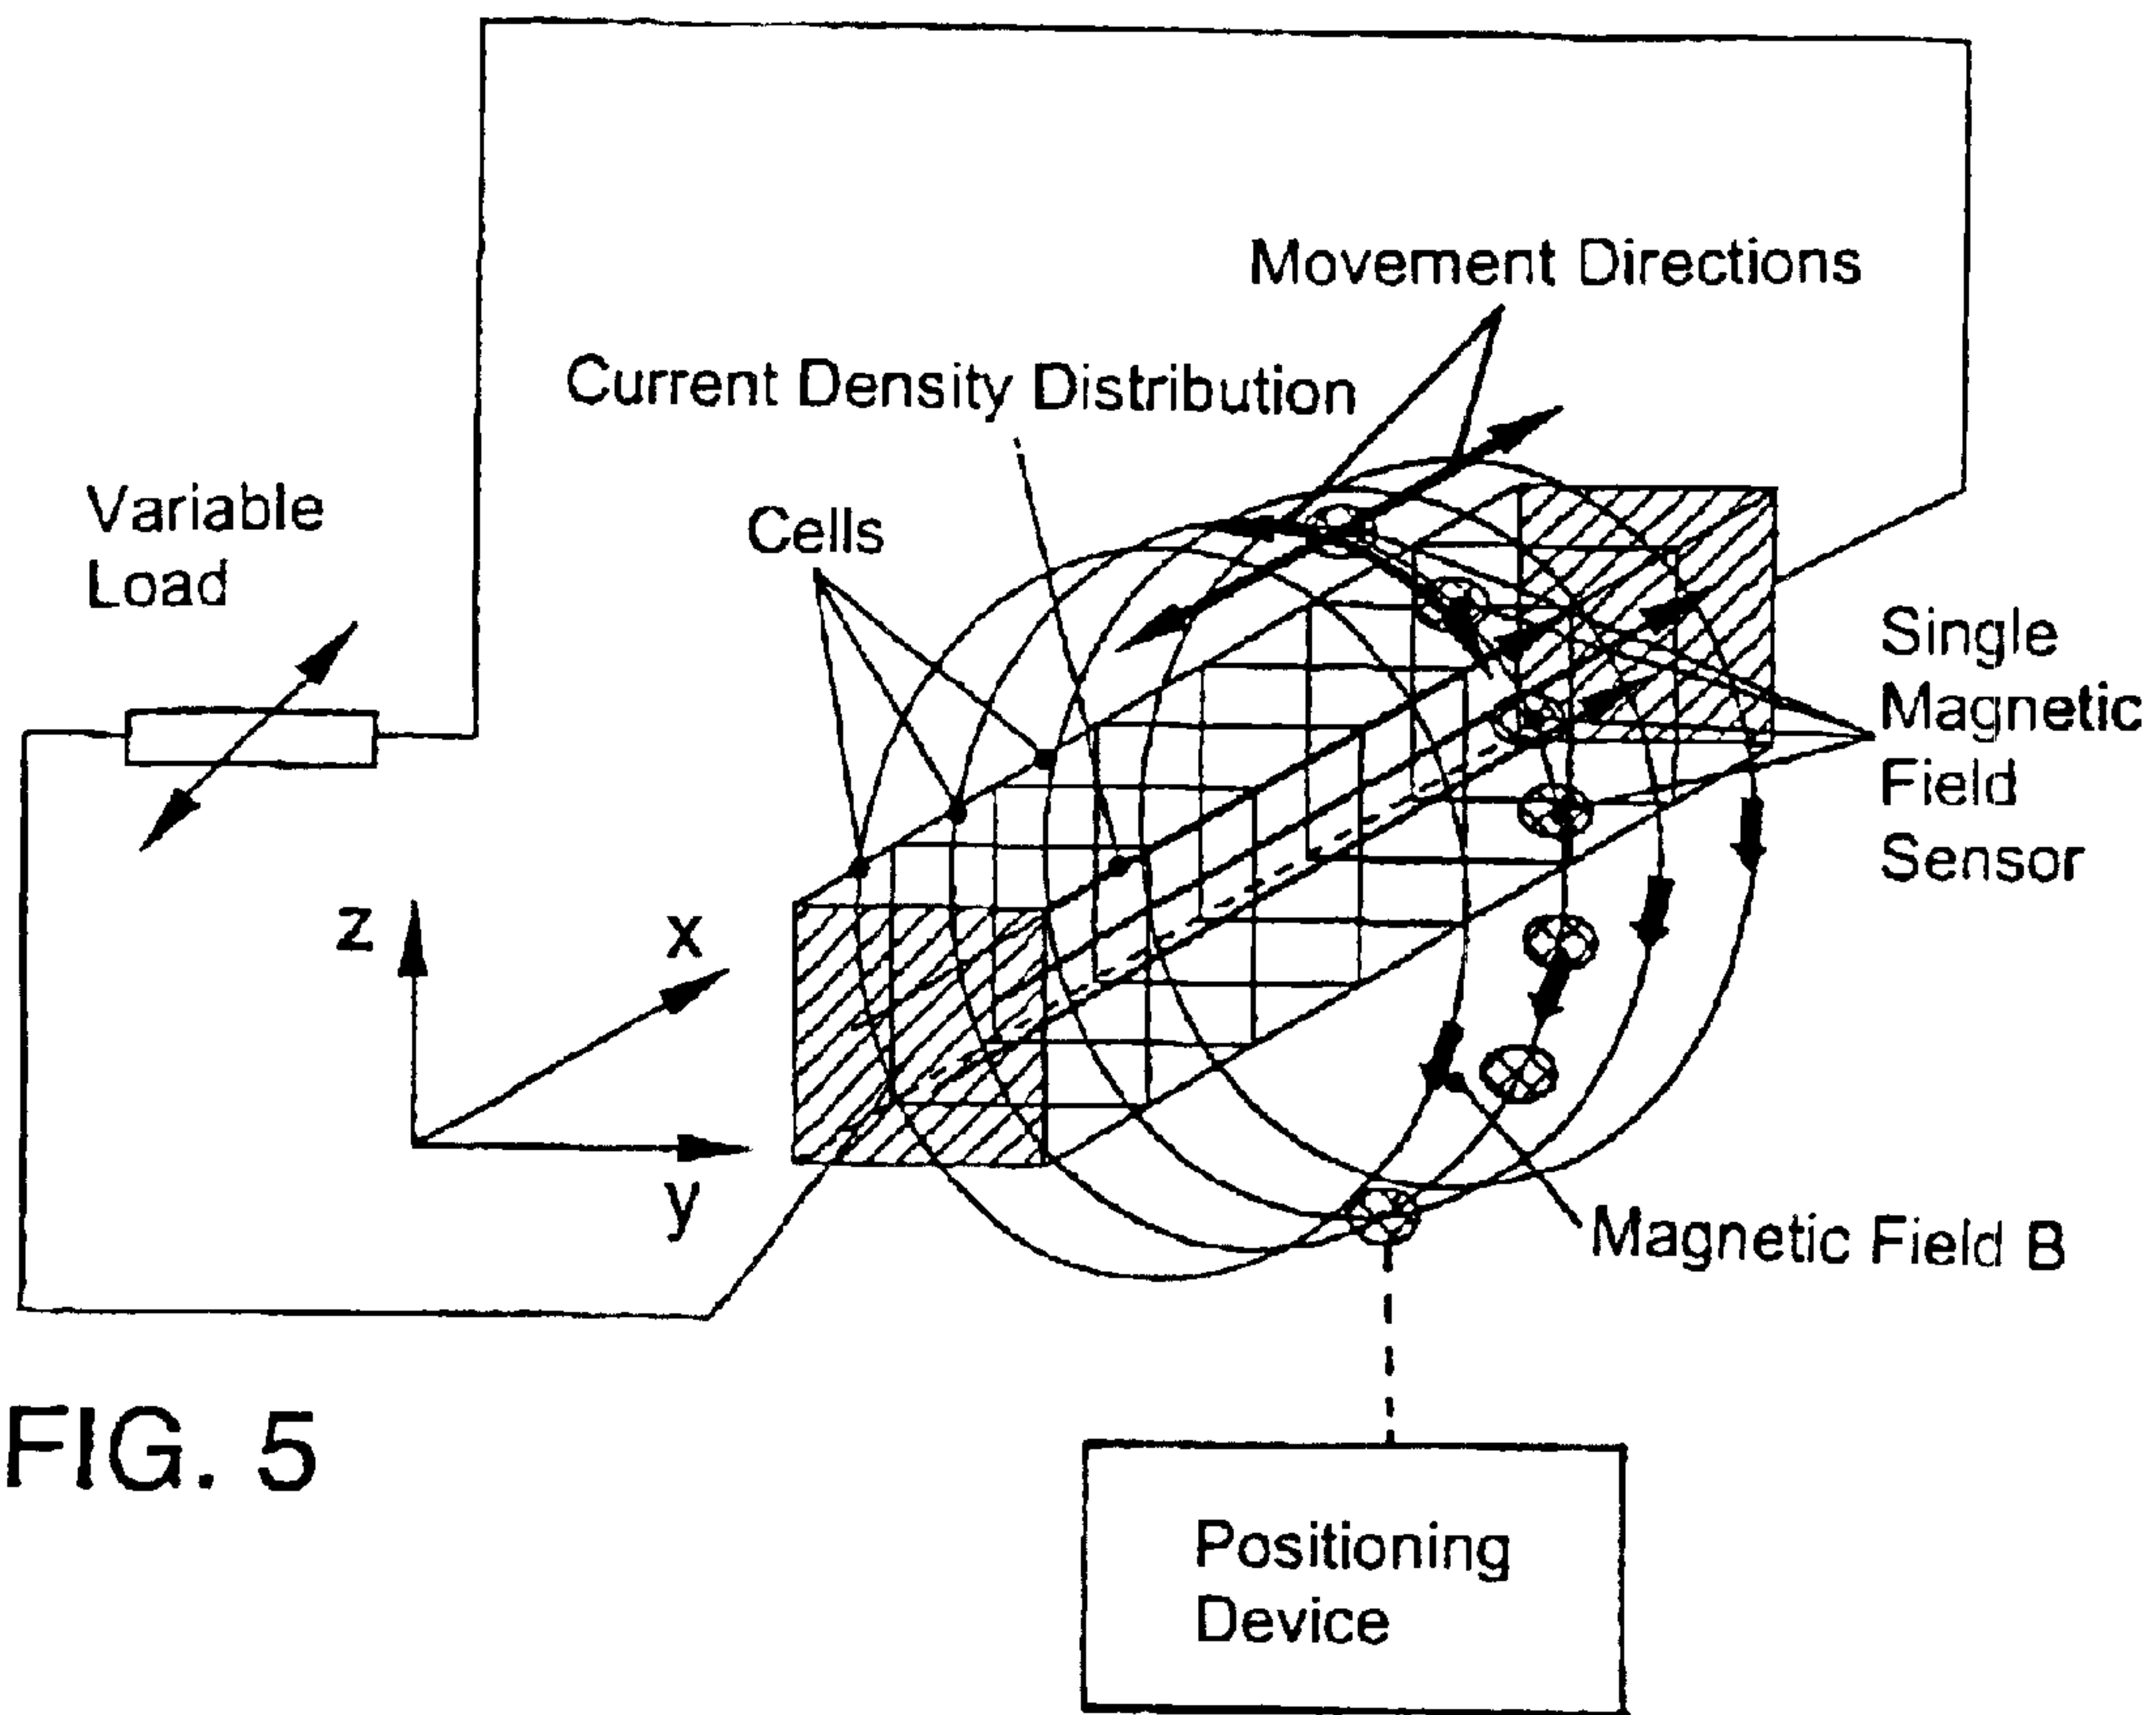 Movement Directions
Current Density Distribution
Variable
Load
Cells
Single
Magnetic
Field
Sensor
z
x
y
Magnetic Field B
FIG. 5
Positioning
Device